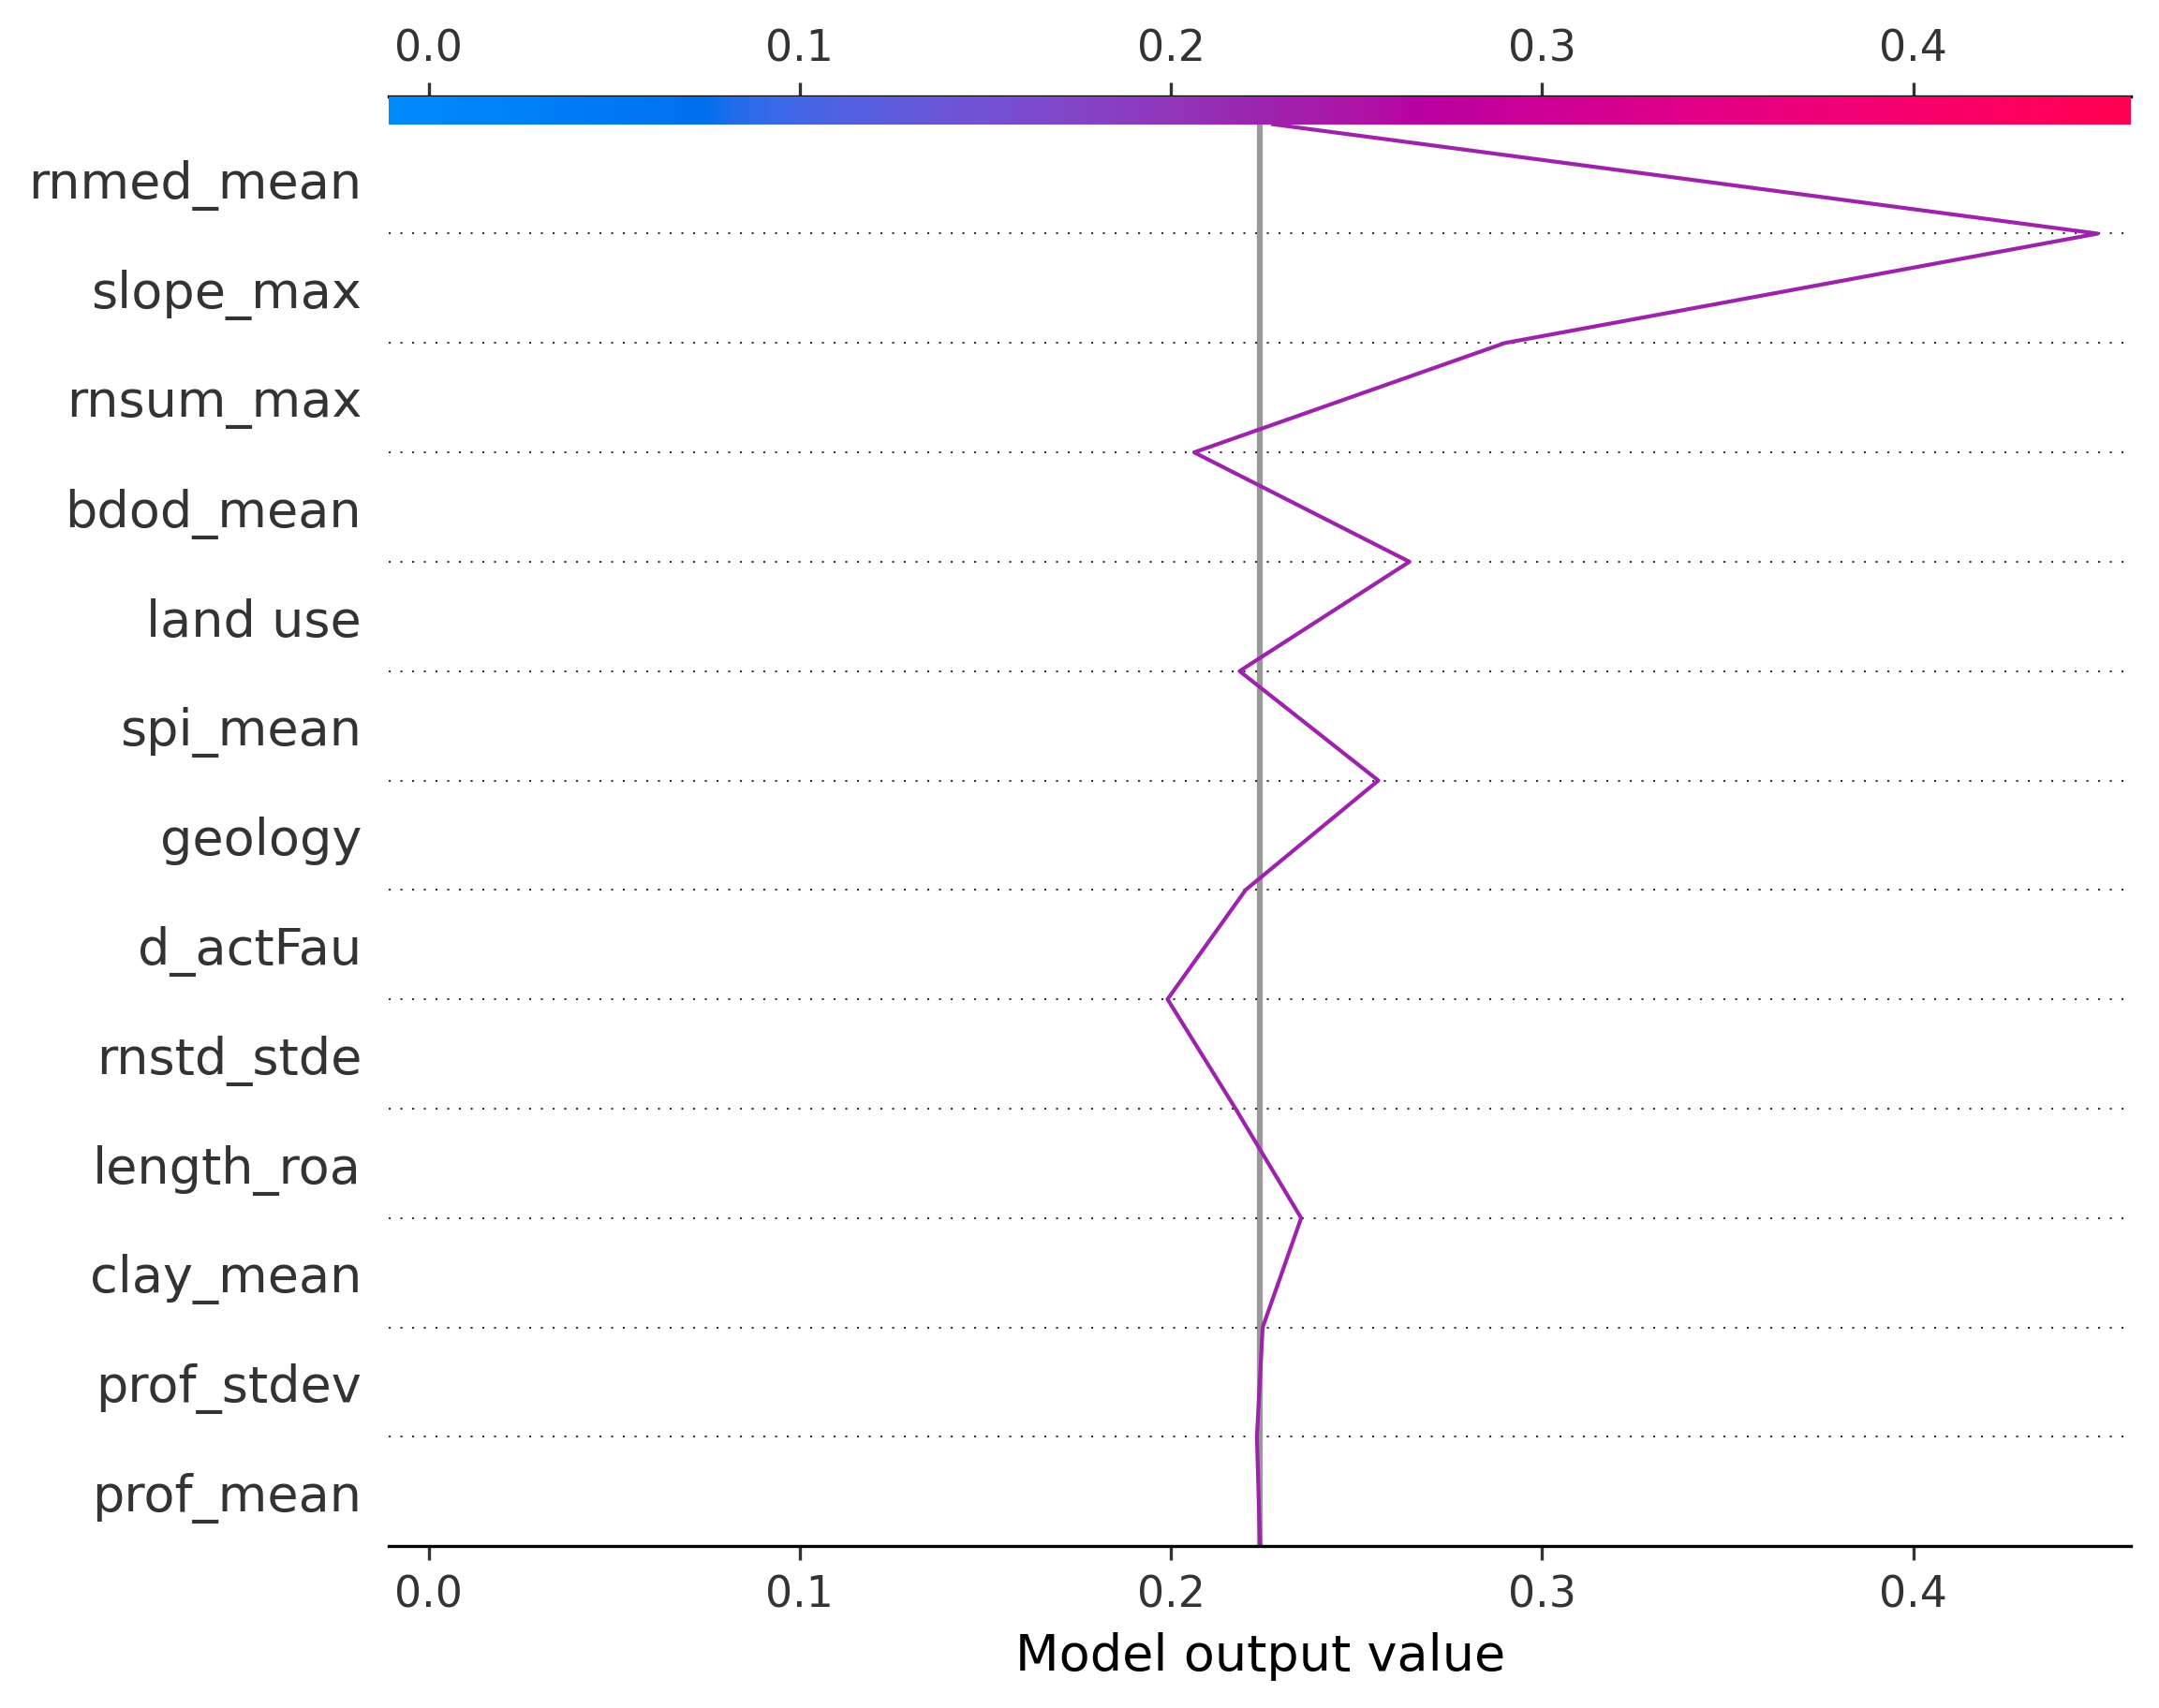 0.0 0.1 0.2 0.3 0.4
rnmed_mean
slope_max
rnsum_max
bdod_mean
land use
spi_mean
geology
d_actFau
rnstd_stde
length_roa
clay_mean
prof_stdev
prof_mean
0.0 0.1 0.2 0.3 0.4
Model output value